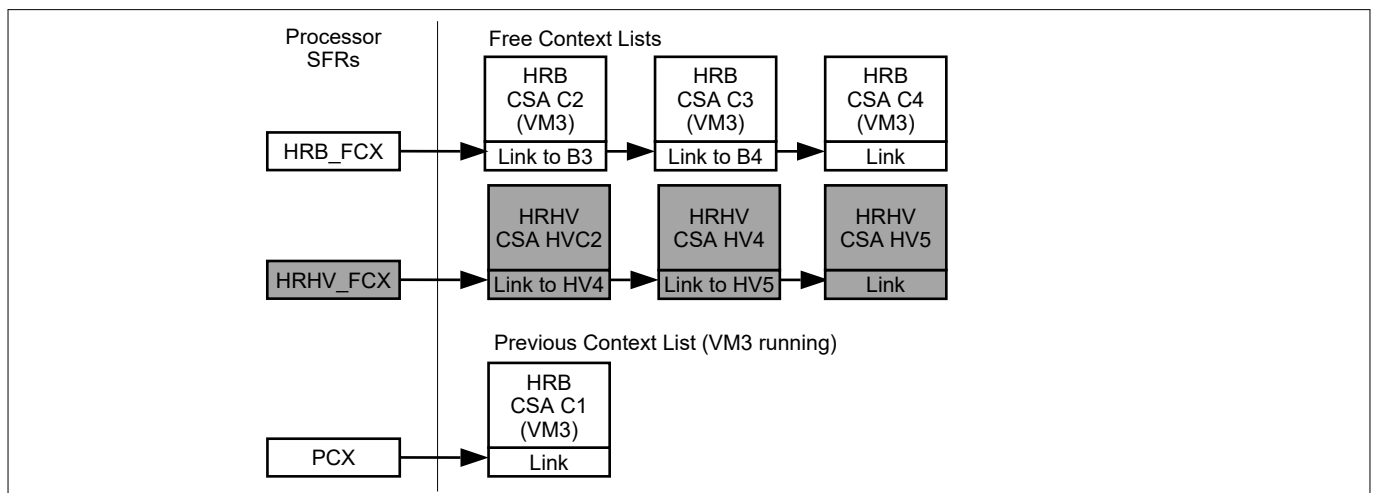 Processor
SFRs
Free Context Lists
HRB
CSA C2
(VM3)
Link to B3
HRB
CSA C3
(VM3)
Link to B4
HRB
CSA C4
(VM3)
Link
HRB_FCX
HRHV
CSA HVC2
Link to HV4
HRHV
CSA HV4
Link to HV5
HRHV
CSA HV5
Link
HRHV_FCX
Previous Context List (VM3 running)
HRB
CSA C1
(VM3)
Link
PCX